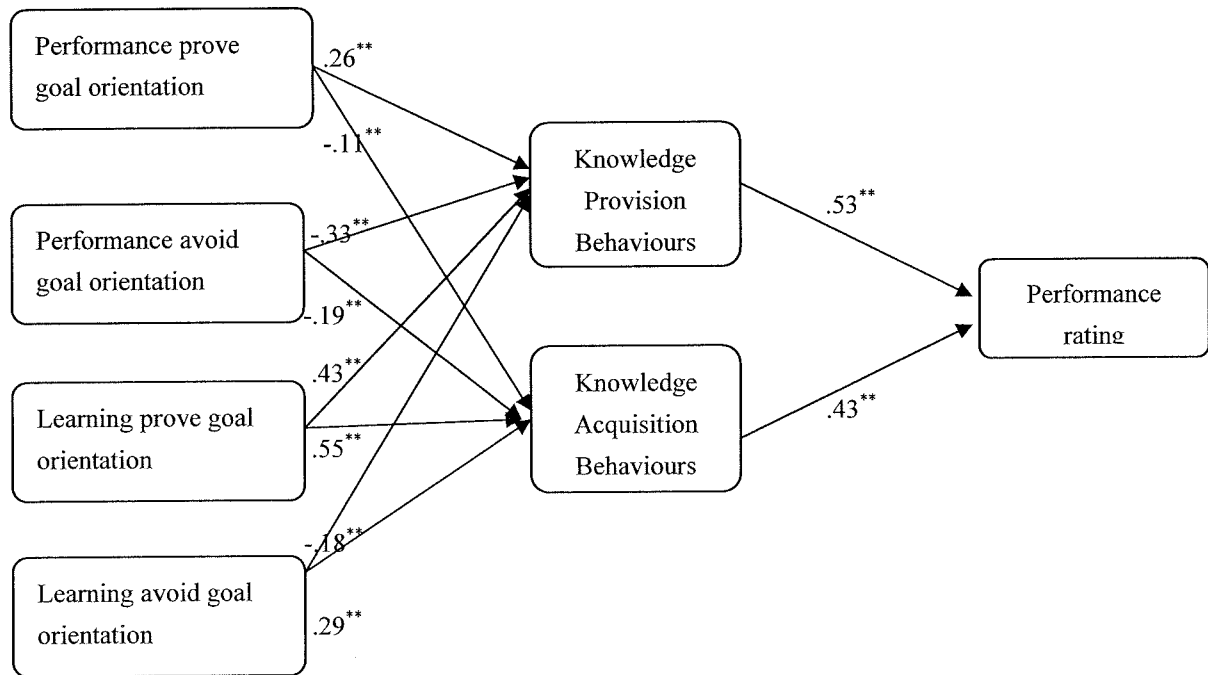 Performance prove
goal orientation
.26**
-.11**
Performance avoid
goal orientation
-.33**
-.19**
Learning prove goal
orientation
.43**
.55**
Learning avoid goal
orientation
-.18**
.29**
Knowledge
Provision
Behaviours
Knowledge
Acquisition
Behaviours
.53**
.43**
Performance
rating